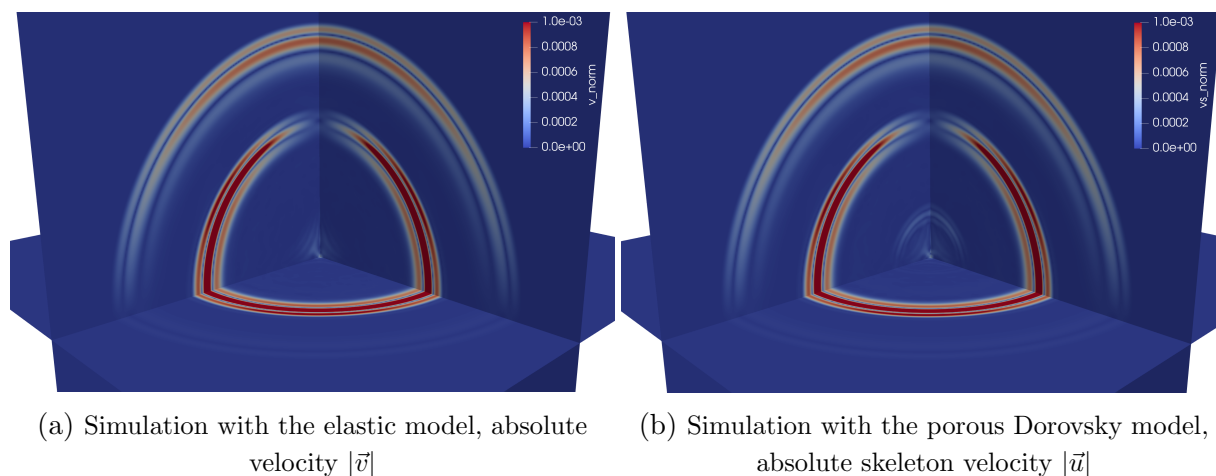 1.0e-03
0.0008
0.0006
0.0004
0.0002
0.0e+00
v_norm
1.0e-03
0.0008
0.0006
0.0004
0.0002
0.0e+00
vs_norm
(a) Simulation with the elastic model, absolute
velocity |v⃗|
(b) Simulation with the porous Dorovsky model,
absolute skeleton velocity |u⃗|